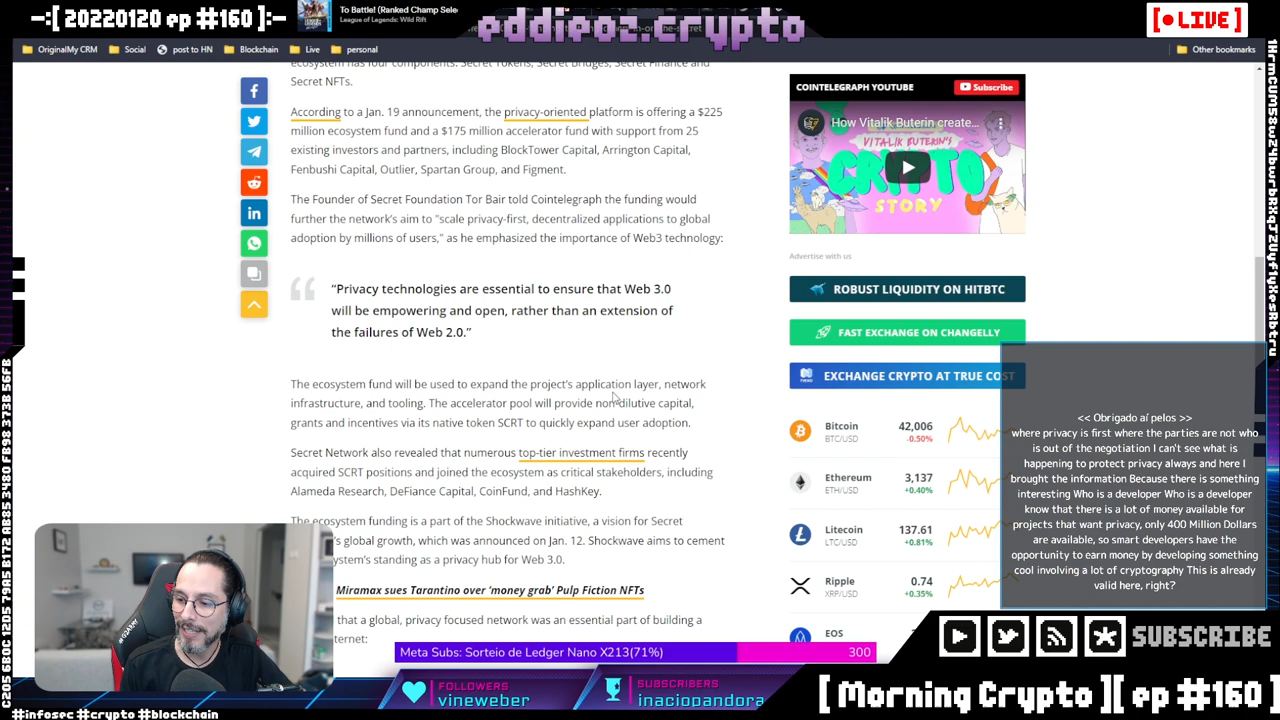 -:[ 20220120 ep #160]:-
To Battle! (Ranked Champ Selec
League of Legends: Wild Rift
eddieoz.crypto
[● LIVE]
OriginalMy CRM
Social
post to HN
Blockchain
Live
personal
Other bookmarks
ecosystem has four components: Secret Tokens, Secret Bridges, Secret Finance and
Secret NFTs.
According to a Jan. 19 announcement, the privacy-oriented platform is offering a $225
million ecosystem fund and a $175 million accelerator fund with support from 25
existing investors and partners, including BlockTower Capital, Arrington Capital,
Fenbushi Capital, Outlier, Spartan Group, and Figment.
The Founder of Secret Foundation Tor Bair told Cointelegraph the funding would
further the network's aim to "scale privacy-first, decentralized applications to global
adoption by millions of users," as he emphasized the importance of Web3 technology:
“Privacy technologies are essential to ensure that Web 3.0
will be empowering and open, rather than an extension of
the failures of Web 2.0.”
The ecosystem fund will be used to expand the project's application layer, network
infrastructure, and tooling. The accelerator pool will provide non-dilutive capital,
grants and incentives via its native token SCRT to quickly expand user adoption.
Secret Network also revealed that numerous top-tier investment firms recently
acquired SCRT positions and joined the ecosystem as critical stakeholders, including
Alameda Research, DeFiance Capital, CoinFund, and HashKey.
The ecosystem funding is a part of the Shockwave initiative, a vision for Secret
's global growth, which was announced on Jan. 12. Shockwave aims to cement
ystem's standing as a privacy hub for Web 3.0.
Miramax sues Tarantino over 'money grab' Pulp Fiction NFTs
that a global, privacy focused network was an essential part of building a
ternet:
COINTELEGRAPH YOUTUBE
Subscribe
How Vitalik Buterin create...
VITALIK BUTERIN'S
CRYPTO
STORY
Advertise with us
ROBUST LIQUIDITY ON HITBTC
FAST EXCHANGE ON CHANGELLY
EXCHANGE CRYPTO AT TRUE COST
Bitcoin 42,006
BTC/USD -0.50%
Ethereum 3,137
ETH/USD +0.40%
Litecoin 137.61
LTC/USD +0.81%
Ripple 0.74
XRP/USD +0.35%
EOS
<< Obrigado aí pelos >>
where privacy is first where the parties are not who
is out of the negotiation I can't see what is
happening to protect privacy always and here I
brought the information Because there is something
interesting Who is a developer Who is a developer
know that there is a lot of money available for
projects that want privacy, only 400 Million Dollars
are available, so smart developers have the
opportunity to earn money by developing something
cool involving a lot of cryptography This is already
valid here, right?
SUBSCRIBE
Meta Subs: Sorteio de Ledger Nano X213(71%)
300
FOLLOWERS
vineweber
SUBSCRIBERS
inaciopandora
[ Morning Crypto ][ ep #160]
#infosec #crypto #blockchain